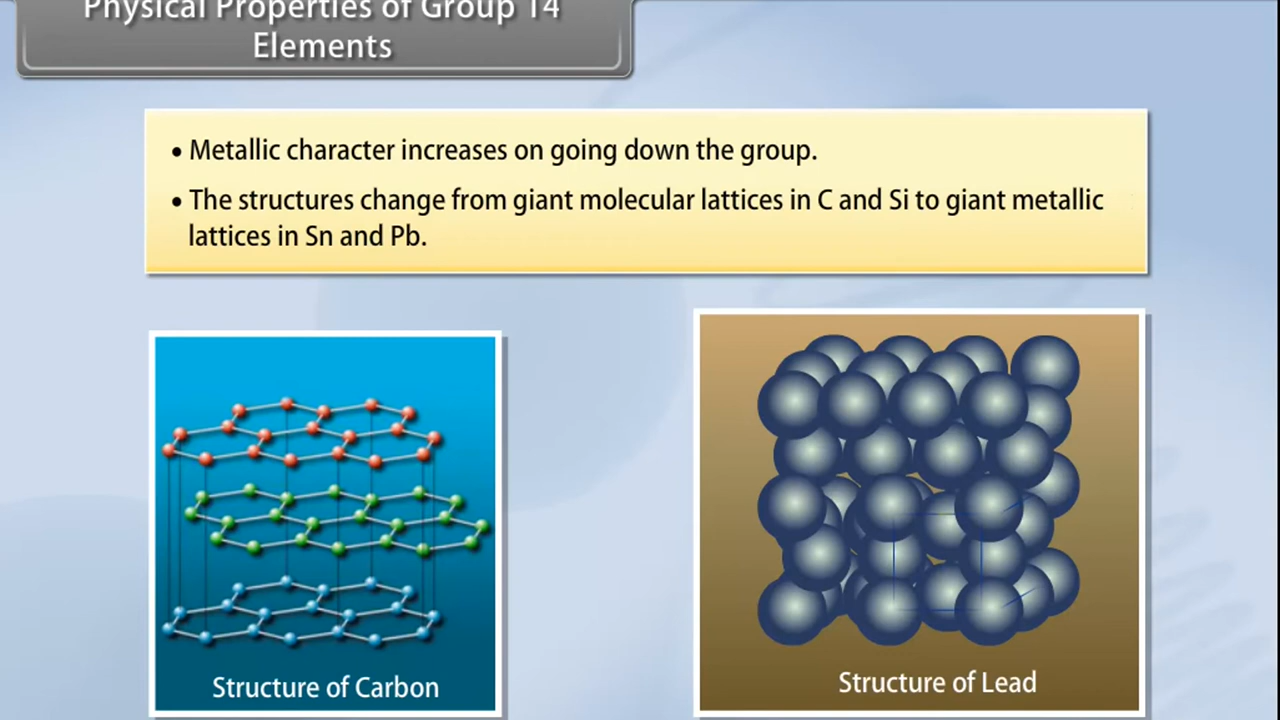 Physical Properties of Group 14
Elements
• Metallic character increases on going down the group.
• The structures change from giant molecular lattices in C and Si to giant metallic
lattices in Sn and Pb.
Structure of Carbon
Structure of Lead